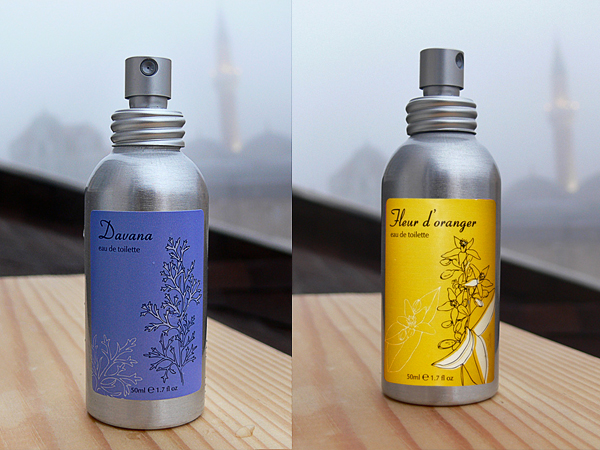 Davana
eau de toilette
50ml ℮ 1.7 fl oz
Fleur d'oranger
eau de toilette
50ml ℮ 1.7 fl oz